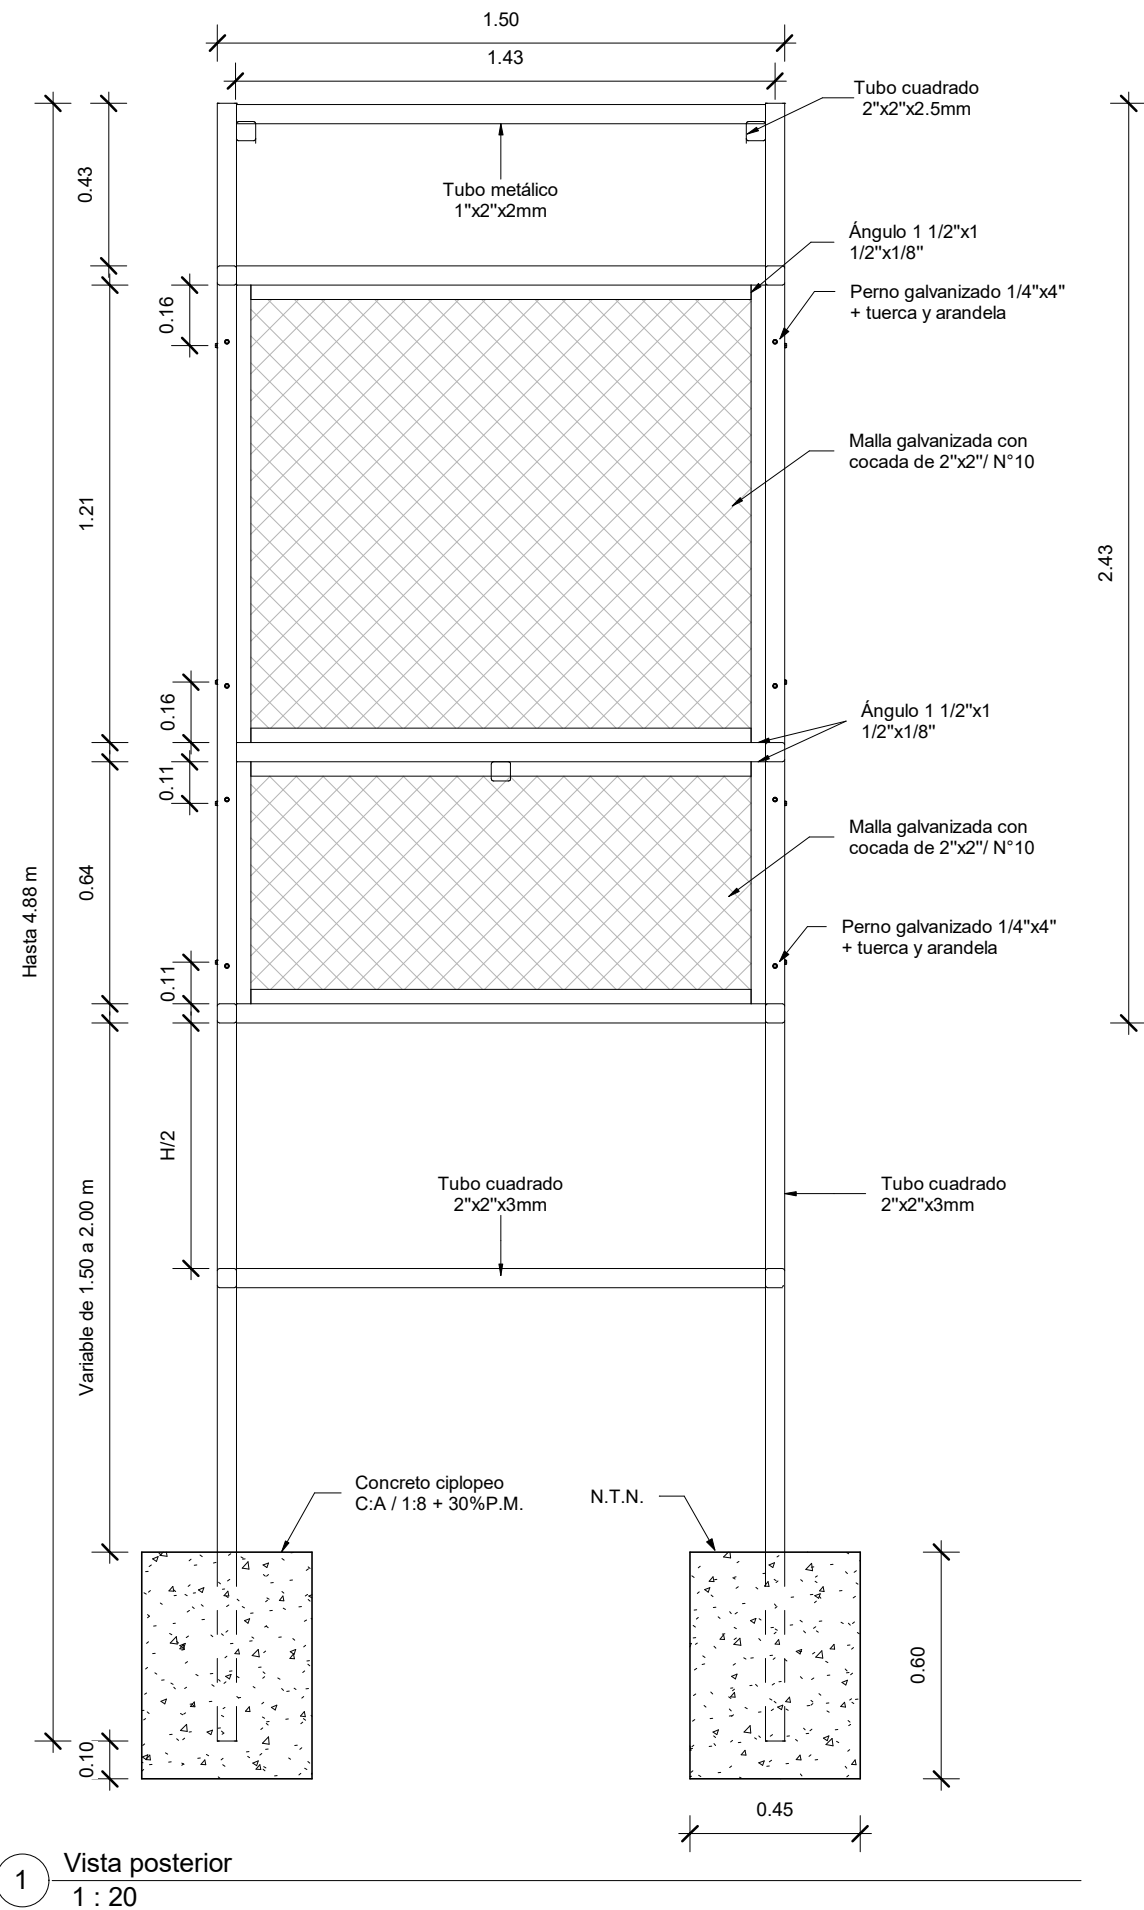 1.50
1.43
Tubo cuadrado
2"x2"x2.5mm
0.43
Tubo metálico
1"x2"x2mm
Ángulo 1 1/2"x1
1/2"x1/8"
Perno galvanizado 1/4"x4"
+ tuerca y arandela
0.16
Malla galvanizada con
cocada de 2"x2"/ N°10
1.21
2.43
0.16
Ángulo 1 1/2"x1
1/2"x1/8"
0.11
Malla galvanizada con
cocada de 2"x2"/ N°10
0.64
Hasta 4.88 m
Perno galvanizado 1/4"x4"
+ tuerca y arandela
0.11
H/2
Tubo cuadrado
2"x2"x3mm
Tubo cuadrado
2"x2"x3mm
Variable de 1.50 a 2.00 m
Concreto ciplopeo
C:A / 1:8 + 30%P.M.
N.T.N.
0.60
0.10
0.45
1
Vista posterior
1 : 20